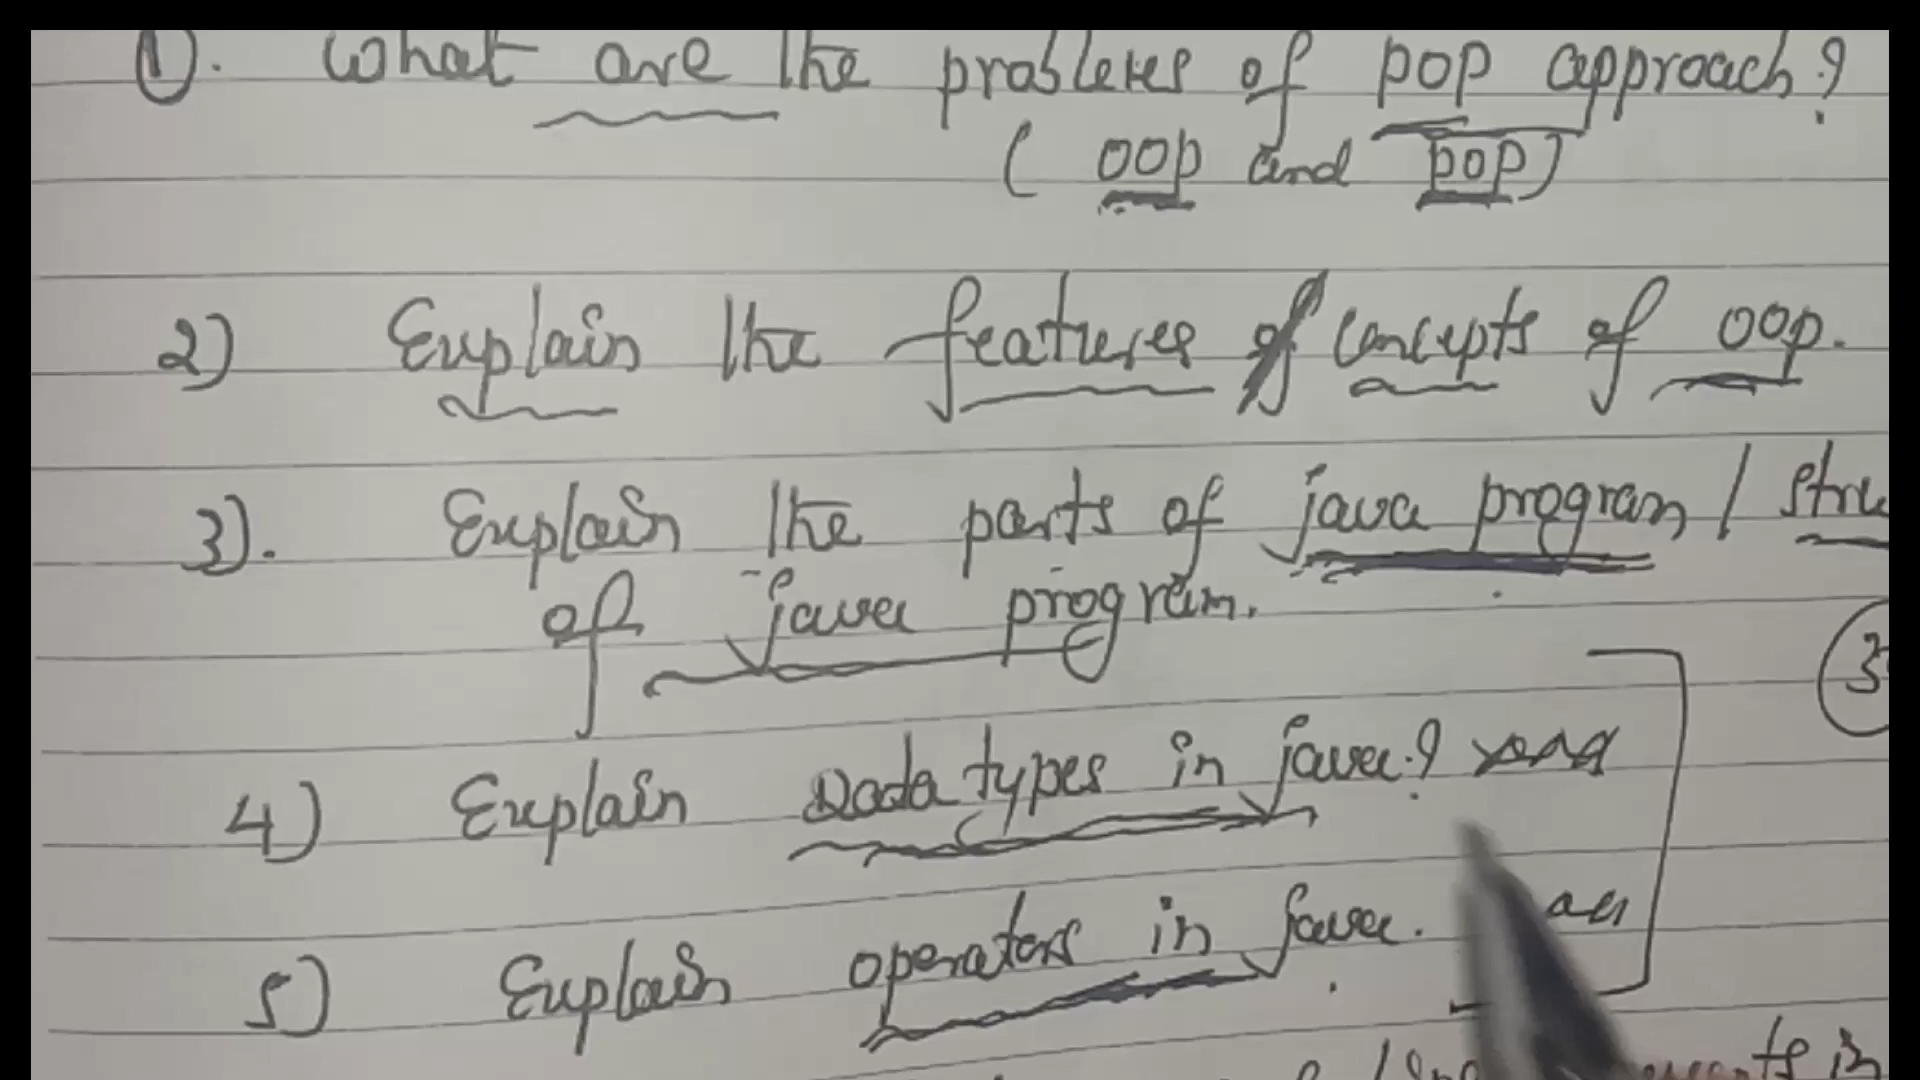 1). What are the problems of pop approach?
( oop and pop)
2) Explain the features / concepts of oop.
3). Explain the parts of java program /
of java program.
3
4) Explain Data types in java?
5) Explain operators in java.
in